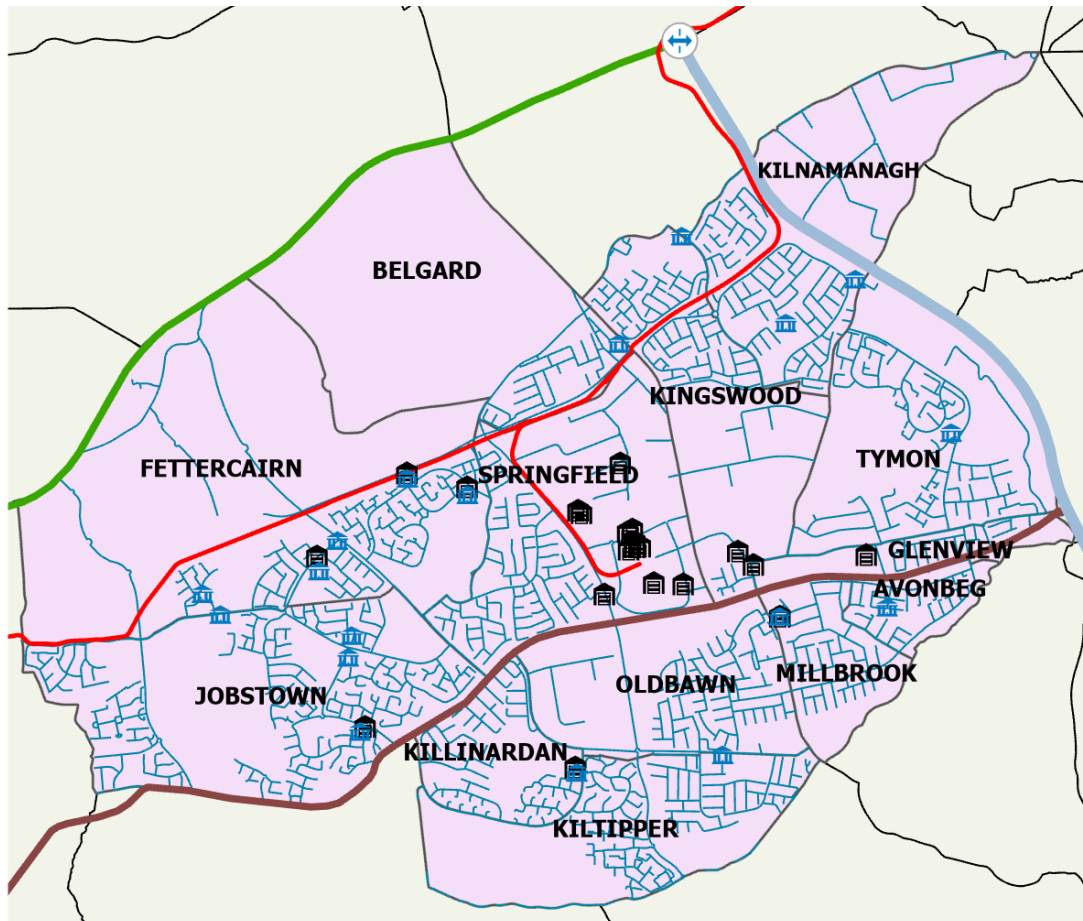 KILNAMANAGH
BELGARD
KINGSWOOD
TYMON
FETTERCAIRN
SPRINGFIELD
GLENVIEW
AVONBEG
MILLBROOK
OLDBAWN
JOBSTOWN
KILLINARDAN
KILTIPPER